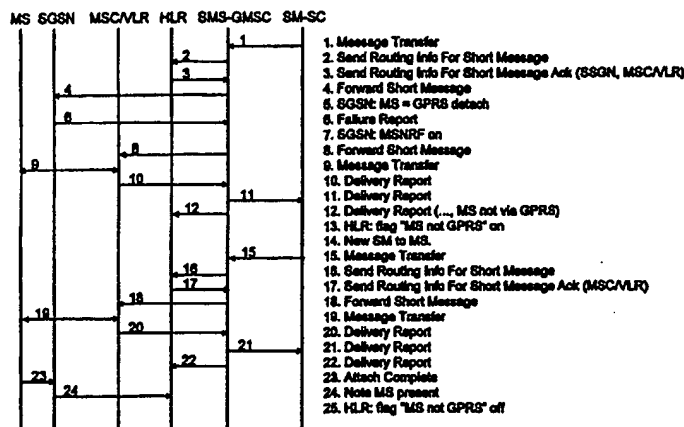 MS SGSN MSC/VLR HLR SMS-GMSC SM-SC
1
2
3
4
6
8
9
10
11
12
15
16
17
18
19
20
21
22
23
24
1. Message Transfer
2. Send Routing Info For Short Message
3. Send Routing Info For Short Message Ack (SSGN, MSC/VLR)
4. Forward Short Message
5. SGSN: MS = GPRS detach
6. Failure Report
7. SGSN: MSNRF on
8. Forward Short Message
9. Message Transfer
10. Delivery Report
11. Delivery Report
12. Delivery Report (..., MS not via GPRS)
13. HLR: flag "MS not GPRS" on
14. New SM to MS.
15. Message Transfer
16. Send Routing Info For Short Message
17. Send Routing Info For Short Message Ack (MSC/VLR)
18. Forward Short Message
19. Message Transfer
20. Delivery Report
21. Delivery Report
22. Delivery Report
23. Attach Complete
24. Note MS present
25. HLR: flag "MS not GPRS" off